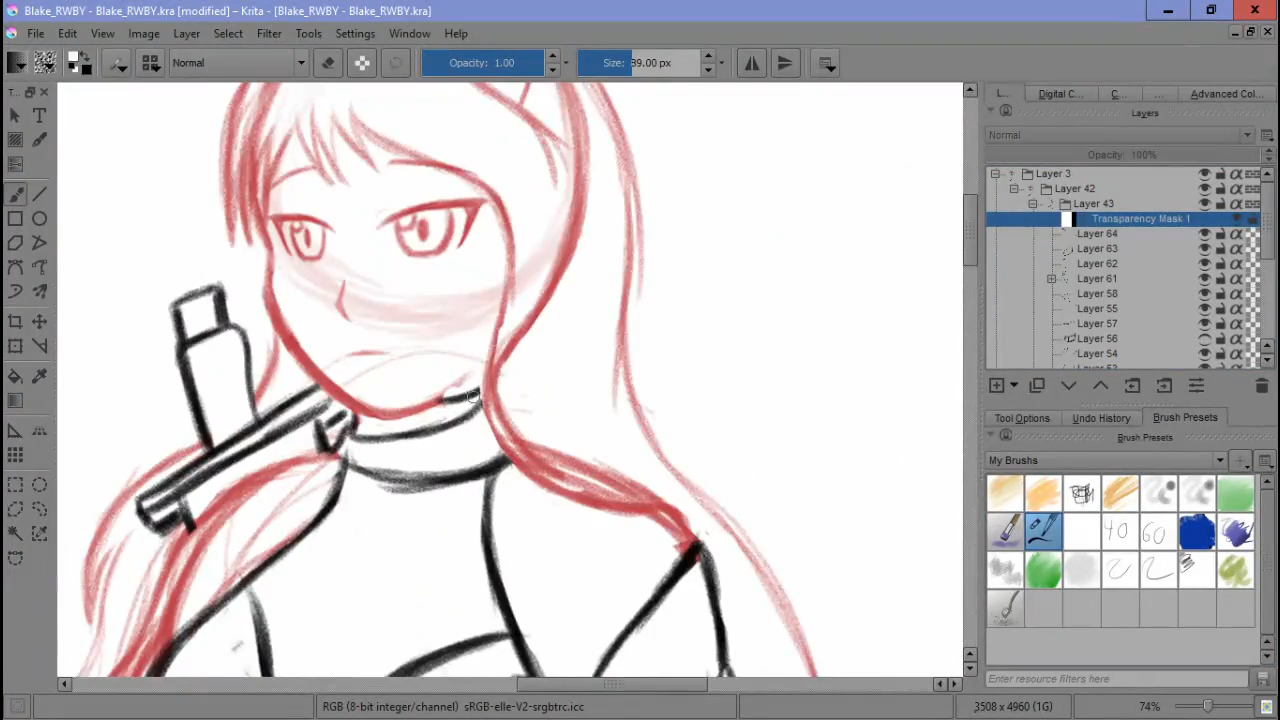 Blake_RWBY - Blake_RWBY.kra [modified] – Krita - [Blake_RWBY - Blake_RWBY.kra]
File Edit View Image Layer Select Filter Tools Settings Window Help
Normal Opacity: 1.00 Size: 39.00 px
T... L... Digital C... C... ... Advanced Col...
Layers
Normal
Opacity: 100%
Layer 3
Layer 42
Layer 43
Transparency Mask 1
Layer 64
Layer 63
Layer 62
Layer 61
Layer 58
Layer 55
Layer 57
Layer 56
Layer 54
Tool Options Undo History Brush Presets
Brush Presets
My Brushes
40 60
Enter resource filters here
RGB (8-bit integer/channel) sRGB-elle-V2-srgbtrc.icc 3508 x 4960 (1G) 74%